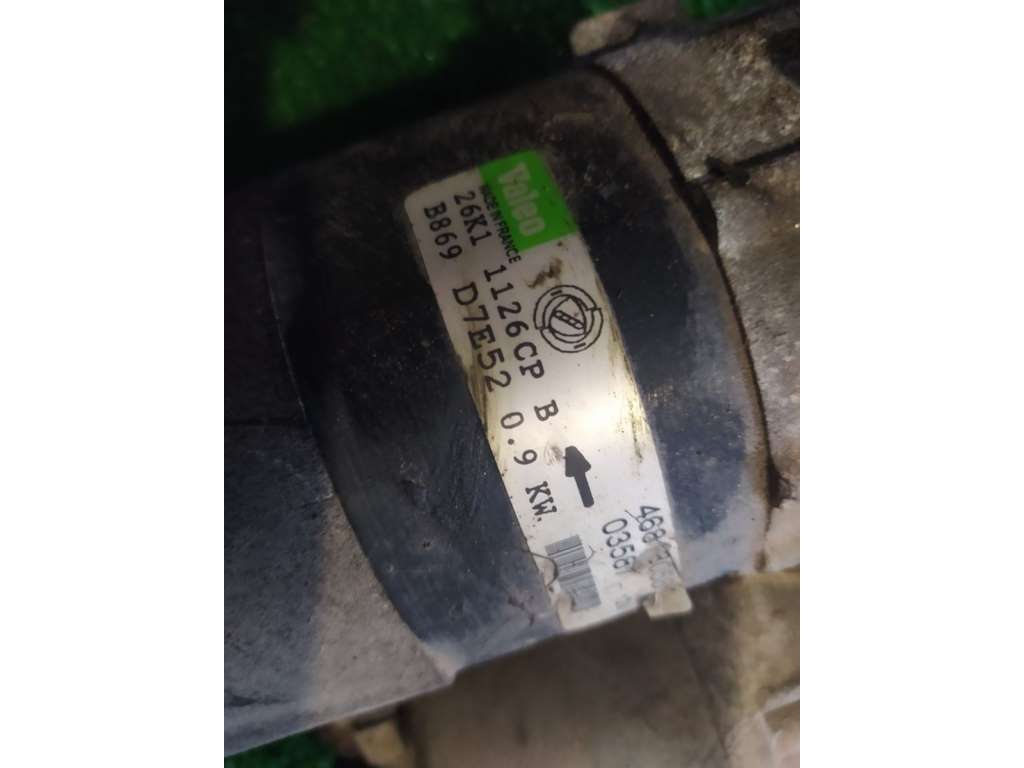 Valeo
MADE IN FRANCE
26K1 1126CP B
B869 D7E52 0.9 KW.